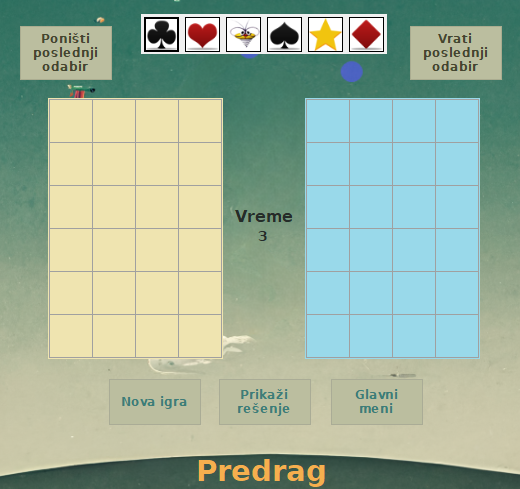 Poništi
poslednji
odabir
Vrati
poslednji
odabir
Vreme
3
Nova igra
Prikaži
rešenje
Glavni
meni
Predrag